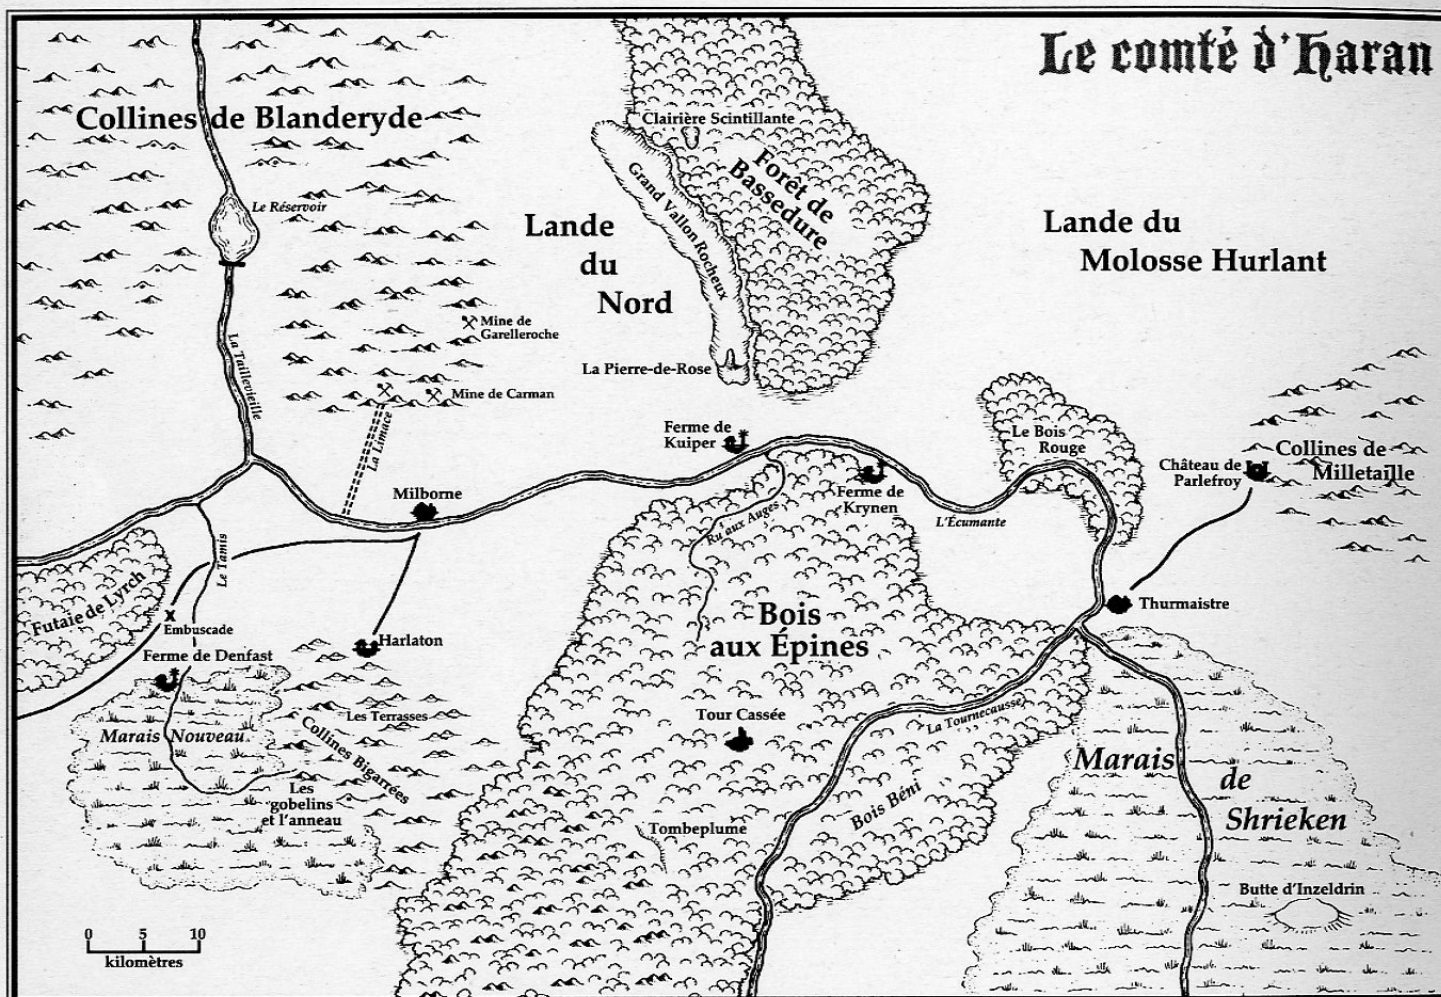 Le comté d'Haran
Collines de Blanderyde
Clairière Scintillante
Forêt de
Bassedure
Grand Vallon Rocheux
Le Réservoir
Lande
du
Nord
Lande du
Molosse Hurlant
Mine de
Garelleroche
La Taillevieille
La Pierre-de-Rose
Mine de Carman
La Limace
Ferme de
Kuiper
Le Bois
Rouge
Château de
Parlefroy
Collines de
Milletaille
Milborne
Ferme de
Krynen
L'Écumante
Ru aux Auges
Le Tamis
Futaie de Lyrch
X
Embuscade
Thurmaistre
Bois
aux Épines
Harlaton
Ferme de Denfast
Les Terrasses
Tour Cassée
La Tournecausse
Marais Nouveau
Collines Bigarrées
Marais
de
Shrieken
Les
gobelins
et l'anneau
Bois Béni
Tombeplume
Butte d'Inzeldrin
0 5 10
kilomètres